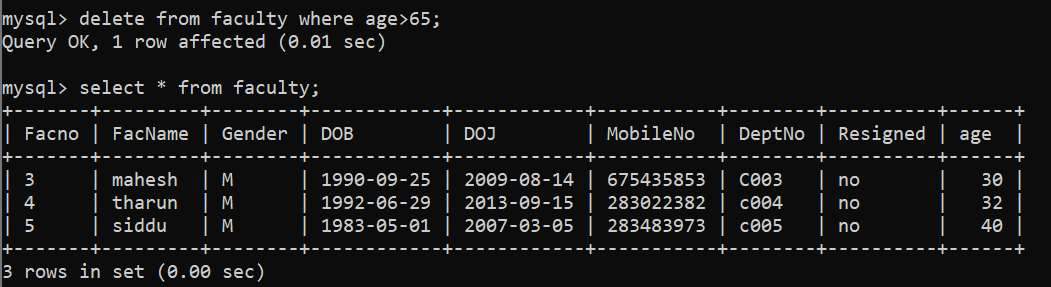 mysql> delete from faculty where age>65;
Query OK, 1 row affected (0.01 sec)

mysql> select * from faculty;
+-------+---------+--------+------------+------------+-----------+--------+----------+------+
| Facno | FacName | Gender | DOB        | DOJ        | MobileNo  | DeptNo | Resigned | age  |
+-------+---------+--------+------------+------------+-----------+--------+----------+------+
| 3     | mahesh  | M      | 1990-09-25 | 2009-08-14 | 675435853 | C003   | no       |   30 |
| 4     | tharun  | M      | 1992-06-29 | 2013-09-15 | 283022382 | c004   | no       |   32 |
| 5     | siddu   | M      | 1983-05-01 | 2007-03-05 | 283483973 | c005   | no       |   40 |
+-------+---------+--------+------------+------------+-----------+--------+----------+------+
3 rows in set (0.00 sec)